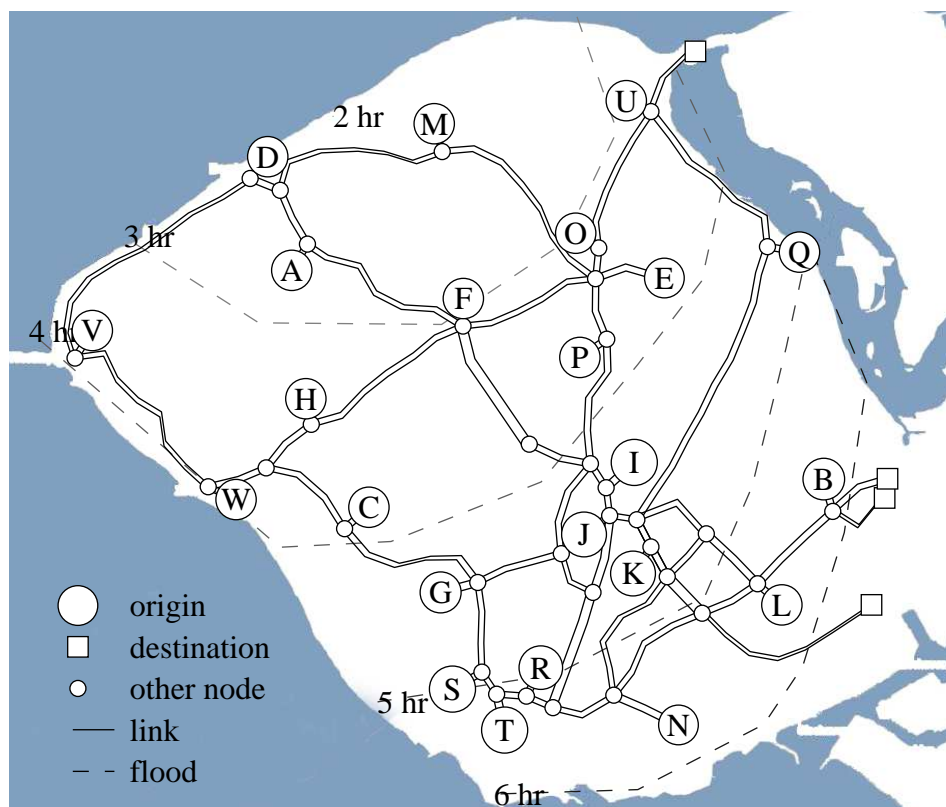 U
M
2 hr
D
O
Q
3 hr
A
E
F
4 hr
V
P
H
I
B
W
C
J
K
G
L
origin
destination
R
other node
S
5 hr
N
T
link
flood
6 hr